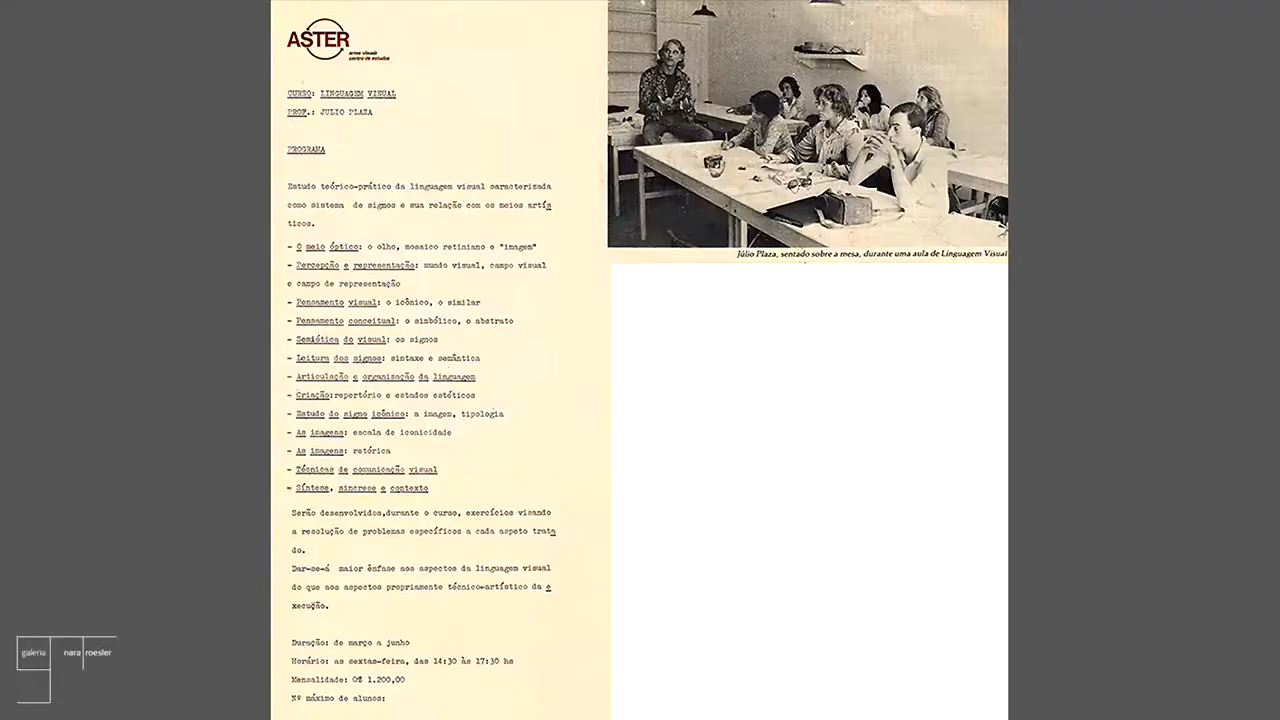 ASTER
artes visuais
centro de estudos
CURSO: LINGUAGEM VISUAL
PROF.: JULIO PLAZA
PROGRAMA
Estudo teórico-prático da linguagem visual caracterizada
como sistema de signos e sua relação com os meios artís
ticos.
- O meio óptico: o olho, mosaico retiniano e "imagem"
- Percepção e representação: mundo visual, campo visual
e campo de representação
- Pensamento visual: o icônico, o similar
- Pensamento conceitual: o simbólico, o abstrato
- Semiótica do visual: os signos
- Leitura dos signos: sintaxe e semântica
- Articulação e organização da linguagem
- Criação:repertório e estados estéticos
- Estudo do signo icônico: a imagem, tipologia
- As imagens: escala de iconicidade
- As imagens: retórica
- Técnicas de comunicação visual
- Síntese, sincrese e contexto
Serão desenvolvidos,durante o curso, exercícios visando
a resolução de problemas específicos a cada aspeto trata
do.
Dar-se-á maior ênfase aos aspectos da linguagem visual
do que aos aspectos propriamente técnico-artístico da e
xecução.
Duração: de março a junho
Horário: as sextas-feira, das 14:30 às 17:30 hs
Mensalidade: C$ 1.200,00
Nº máximo de alunos:
Júlio Plaza, sentado sobre a mesa, durante uma aula de Linguagem Visual
galeria nara roesler